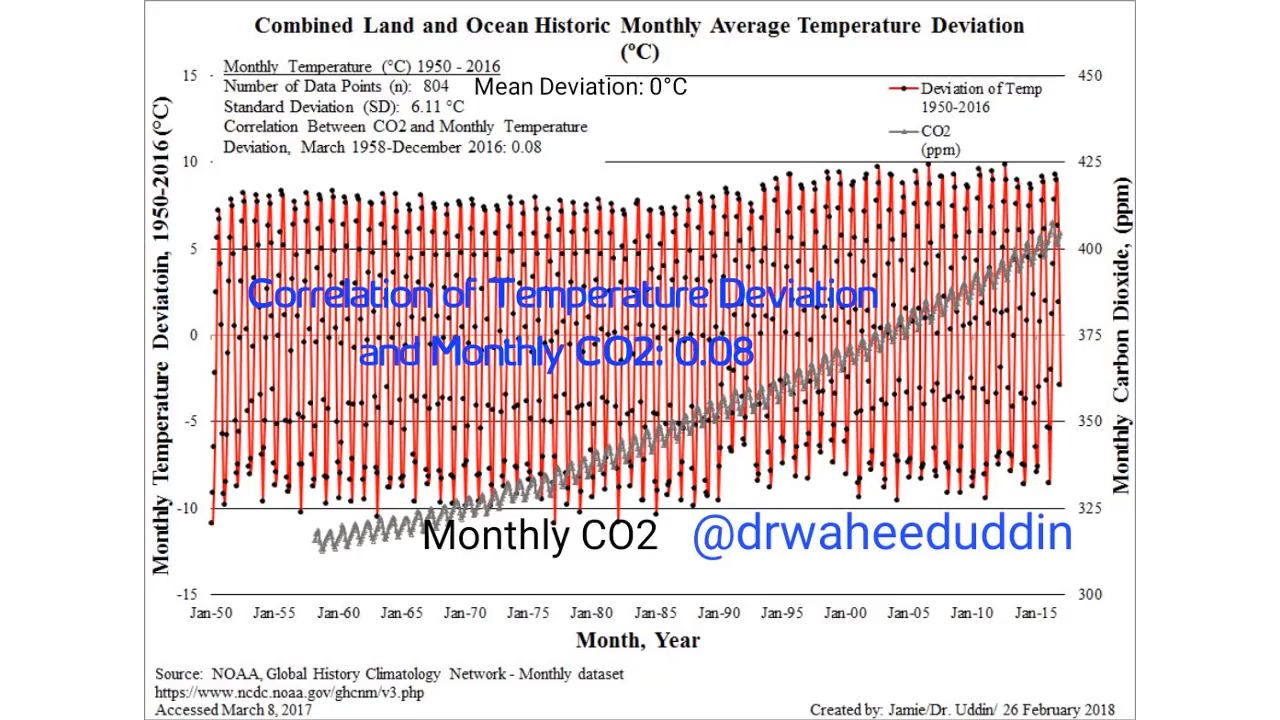 Combined Land and Ocean Historic Monthly Average Temperature Deviation
(°C)
Monthly Temperature (°C) 1950 - 2016
Number of Data Points (n): 804
Mean Deviation: 0°C
Standard Deviation (SD): 6.11 °C
Correlation Between CO2 and Monthly Temperature
Deviation, March 1958-December 2016: 0.08
Deviation of Temp
1950-2016
CO2
(ppm)
Monthly Temperature Deviatoin, 1950-2016 (°C)
15
10
5
0
-5
-10
-15
450
425
400
375
350
325
300
Monthly Carbon Dioxide, (ppm)
Correlation of Temperature Deviation
and Monthly CO2: 0.08
Monthly CO2
@drwaheeduddin
Jan-50 Jan-55 Jan-60 Jan-65 Jan-70 Jan-75 Jan-80 Jan-85 Jan-90 Jan-95 Jan-00 Jan-05 Jan-10 Jan-15
Month, Year
Source: NOAA, Global History Climatology Network - Monthly dataset
https://www.ncdc.noaa.gov/ghcnm/v3.php
Accessed March 8, 2017
Created by: Jamie/Dr. Uddin/ 26 February 2018